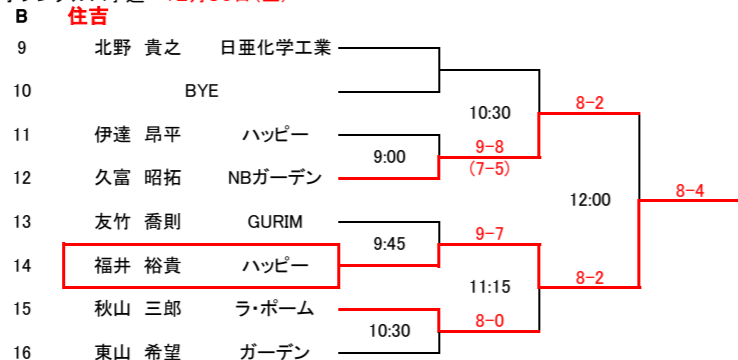 B 住吉
9 北野 貴之 日亜化学工業
10 BYE
10:30 8-2
11 伊達 昂平 ハッピー
9:00 9-8
(7-5)
12 久富 昭拓 NBガーデン
12:00 8-4
13 友竹 喬則 GURIM
9:45 9-7
14 福井 裕貴 ハッピー
11:15 8-2
15 秋山 三郎 ラ・ポーム
10:30 8-0
16 東山 希望 ガーデン